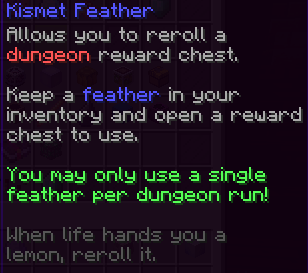 Kismet Feather
Allows you to reroll a
dungeon reward chest.
Keep a feather in your
inventory and open a reward
chest to use.
You may only use a single
feather per dungeon run!
When life hands you a
lemon, reroll it.